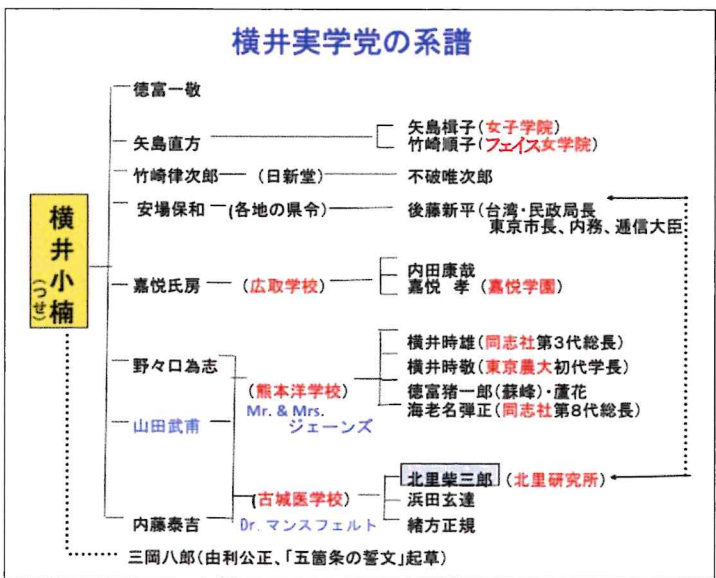 横井実学党の系譜
横井小楠
(つせ)
徳富一敬
矢島直方
矢島楫子(女子学院)
竹崎順子(フェイス女学院)
竹崎律次郎 (日新堂) 不破唯次郎
安場保和 (各地の県令) 後藤新平(台湾・民政局長
東京市長、内務、逓信大臣
嘉悦氏房 (広取学校)
内田康哉
嘉悦 孝 (嘉悦学園)
野々口為志
山田武甫
内藤泰吉
(熊本洋学校)
Mr. & Mrs.
ジェーンズ
横井時雄(同志社第3代総長)
横井時敬(東京農大初代学長)
徳富猪一郎(蘇峰)・蘆花
海老名弾正(同志社第8代総長)
(古城医学校)
Dr. マンスフェルト
北里柴三郎 (北里研究所)
浜田玄達
緒方正規
三岡八郎(由利公正、「五箇条の誓文」起草)